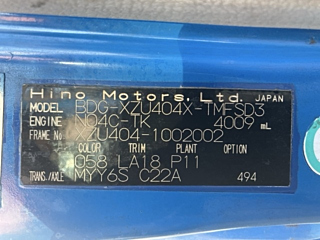 Hino Motors, Ltd. JAPAN
MODEL BDG-XZU404X-TMFSD3
ENGINE N04C-TK 4009 mL
FRAME No XZU404-1002002
COLOR TRIM PLANT OPTION
058 LA18 P11
TRANS./AXLE MYY6S C22A 494